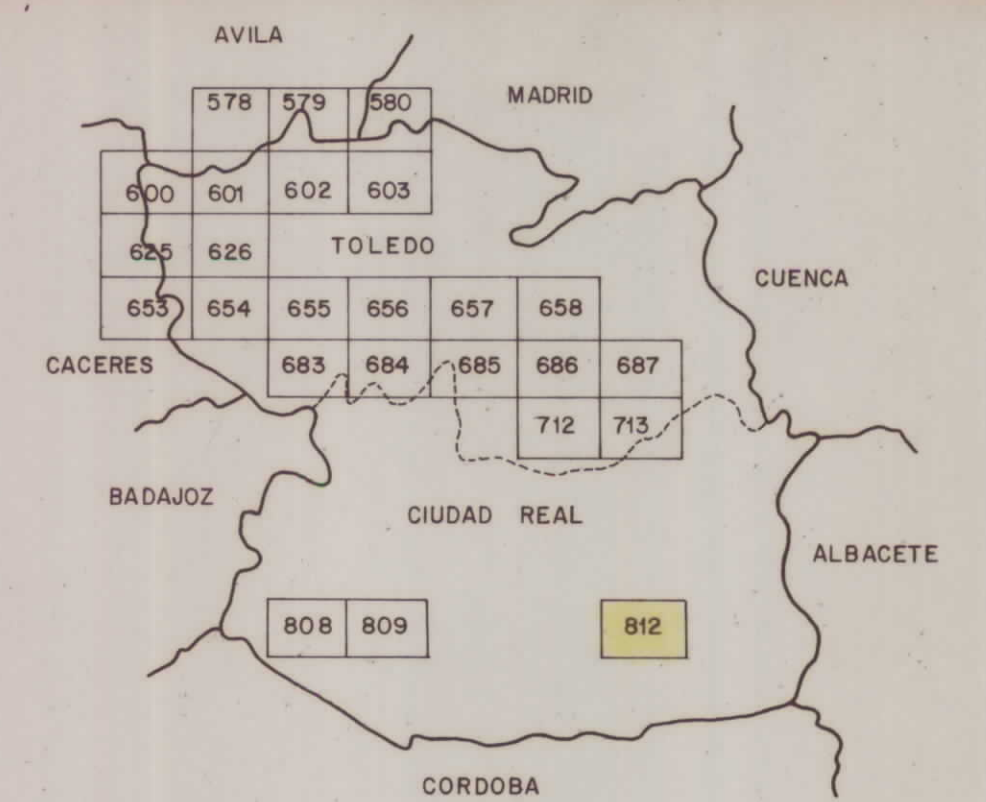 AVILA
MADRID
578 579 580
600 601 602 603
TOLEDO
625 626
CUENCA
653 654 655 656 657 658
CACERES
683 684 685 686 687
712 713
BADAJOZ
CIUDAD REAL
ALBACETE
808 809 812
CORDOBA